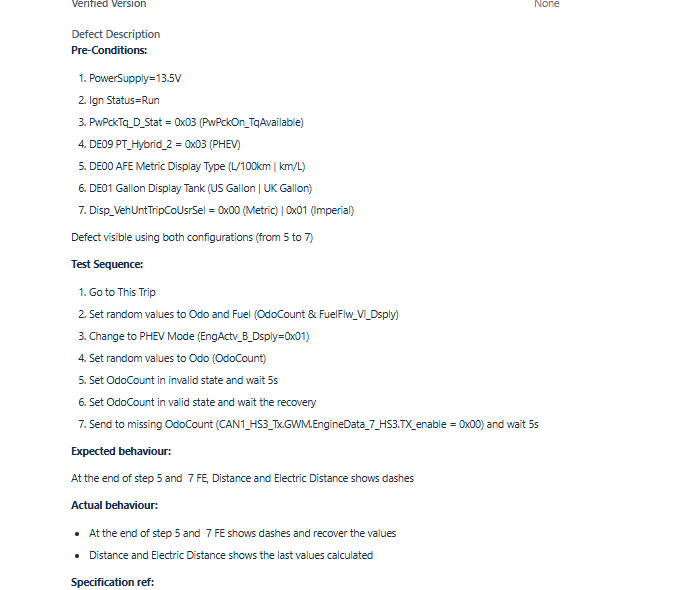 Verified Version None
Defect Description
Pre-Conditions:
1. PowerSupply=13.5V
2. Ign Status=Run
3. PwPckTq_D_Stat = 0x03 (PwPckOn_TqAvailable)
4. DE09 PT_Hybrid_2 = 0x03 (PHEV)
5. DE00 AFE Metric Display Type (L/100km | km/L)
6. DE01 Gallon Display Tank (US Gallon | UK Gallon)
7. Disp_VehUntTripCoUsrSel = 0x00 (Metric) | 0x01 (Imperial)
Defect visible using both configurations (from 5 to 7)
Test Sequence:
1. Go to This Trip
2. Set random values to Odo and Fuel (OdoCount & FuelFlw_Vl_Dsply)
3. Change to PHEV Mode (EngActv_B_Dsply=0x01)
4. Set random values to Odo (OdoCount)
5. Set OdoCount in invalid state and wait 5s
6. Set OdoCount in valid state and wait the recovery
7. Send to missing OdoCount (CAN1_HS3_Tx.GWM.EngineData_7_HS3.TX_enable = 0x00) and wait 5s
Expected behaviour:
At the end of step 5 and 7 FE, Distance and Electric Distance shows dashes
Actual behaviour:
• At the end of step 5 and 7 FE shows dashes and recover the values
• Distance and Electric Distance shows the last values calculated
Specification ref: